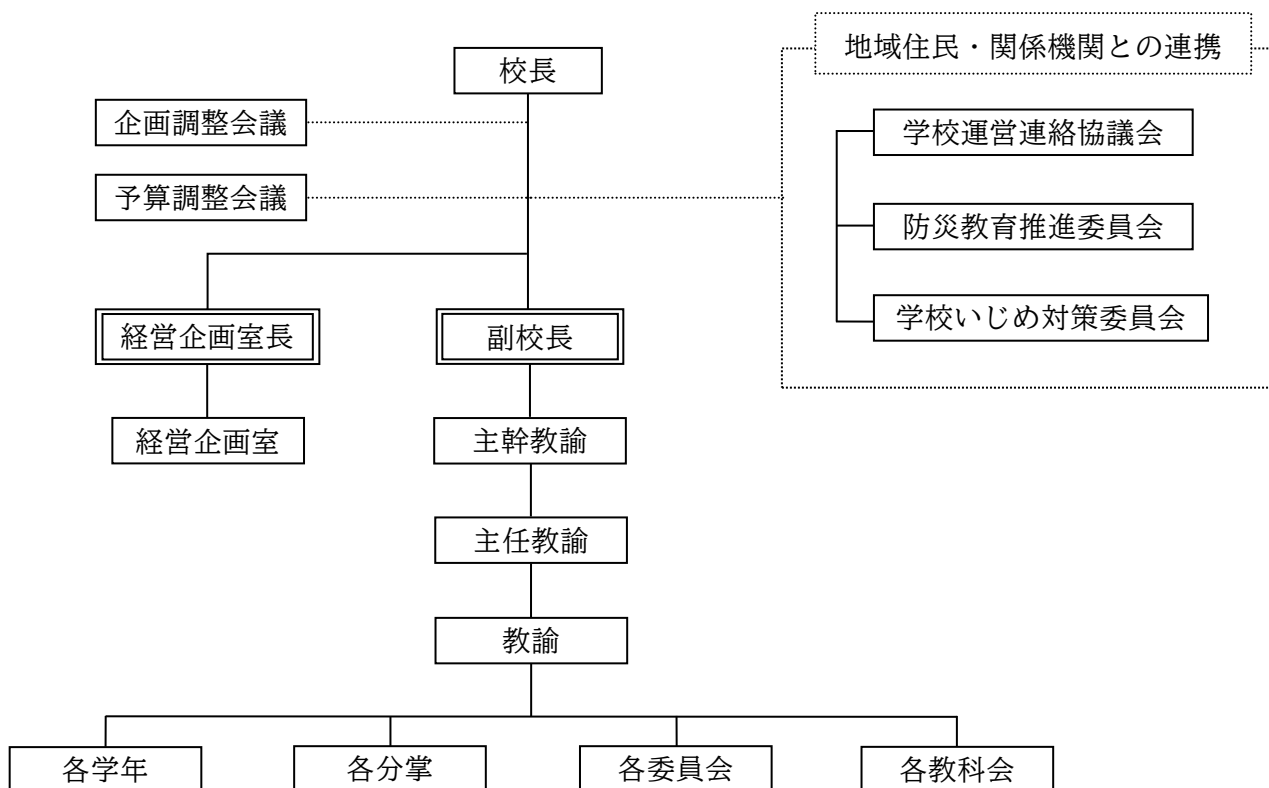 校長
地域住民・関係機関との連携
企画調整会議
学校運営連絡協議会
予算調整会議
防災教育推進委員会
経営企画室長
副校長
学校いじめ対策委員会
経営企画室
主幹教諭
主任教諭
教諭
各学年
各分掌
各委員会
各教科会